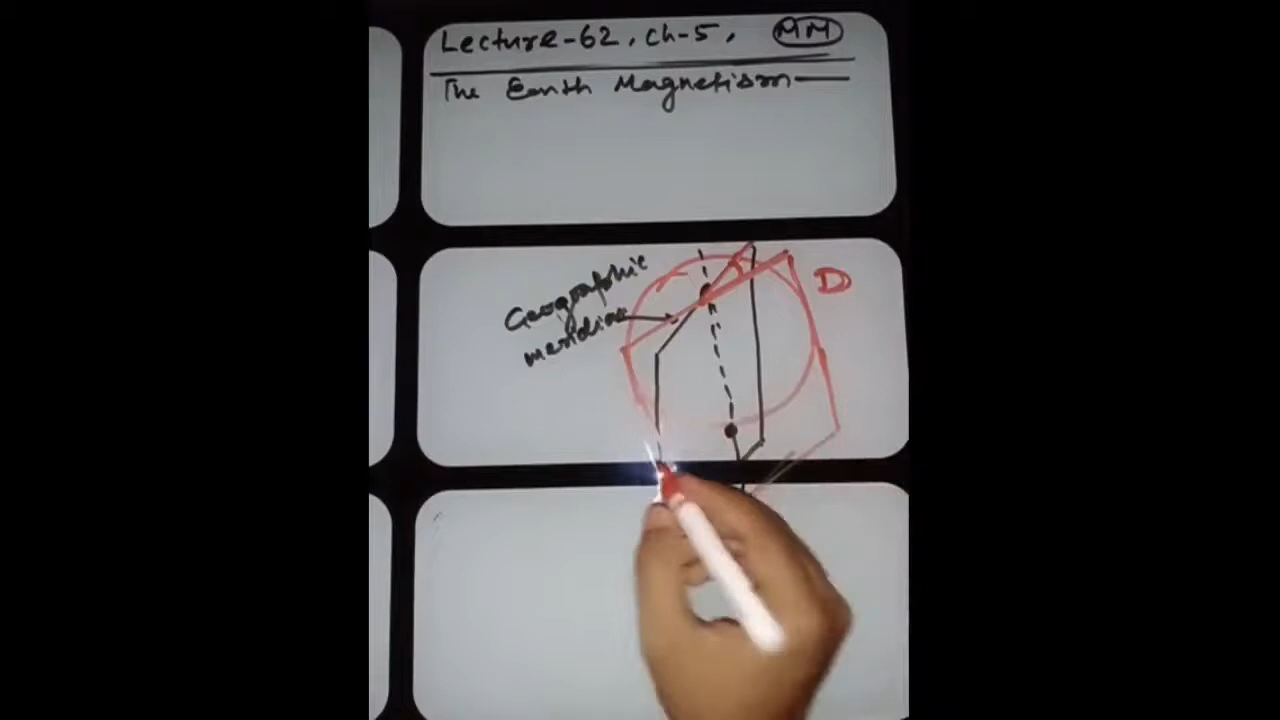 Lecture-62, Ch-5, MM
The Earth Magnetism—
Geographic
meridian
D